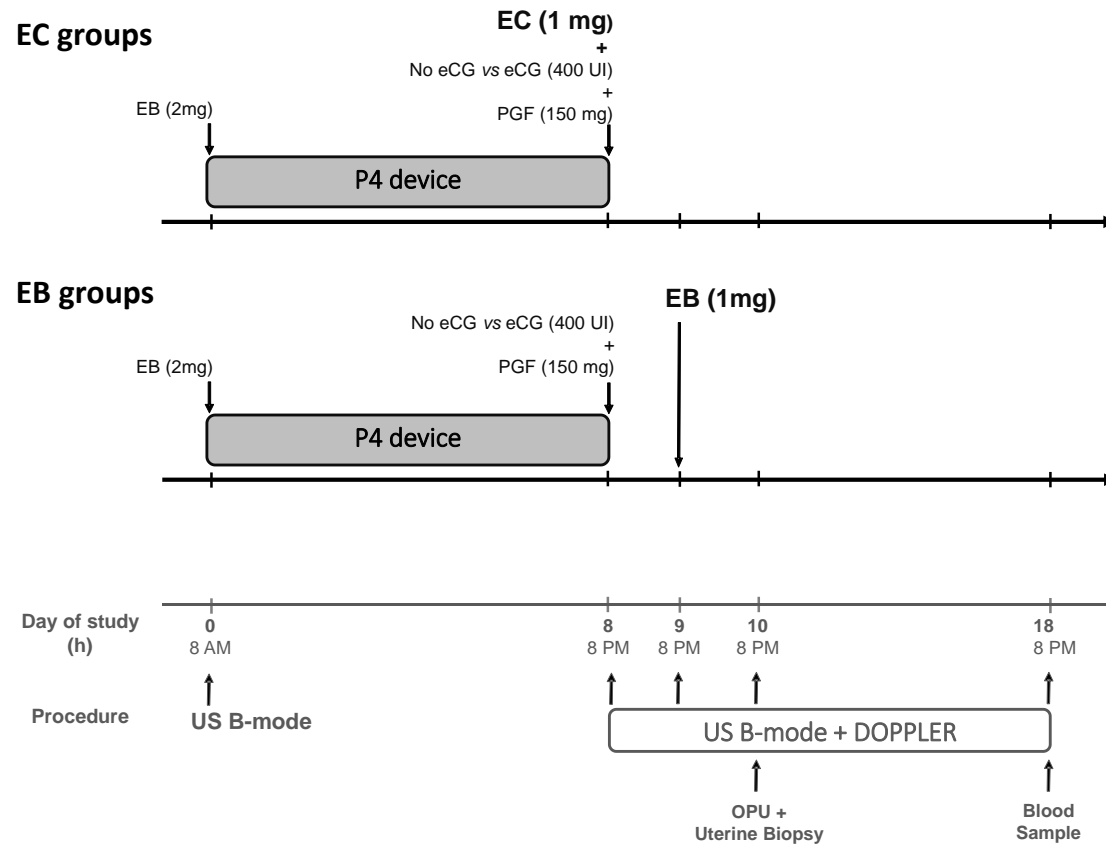 EC groups
EC (1 mg)
+
No eCG vs eCG (400 UI)
+
PGF (150 mg)
EB (2mg)
P4 device
EB groups
EB (1mg)
No eCG vs eCG (400 UI)
+
PGF (150 mg)
EB (2mg)
P4 device
Day of study
(h)
0 8 9 10 18
8 AM 8 PM 8 PM 8 PM 8 PM
Procedure
US B-mode
US B-mode + DOPPLER
OPU +
Uterine Biopsy
Blood
Sample